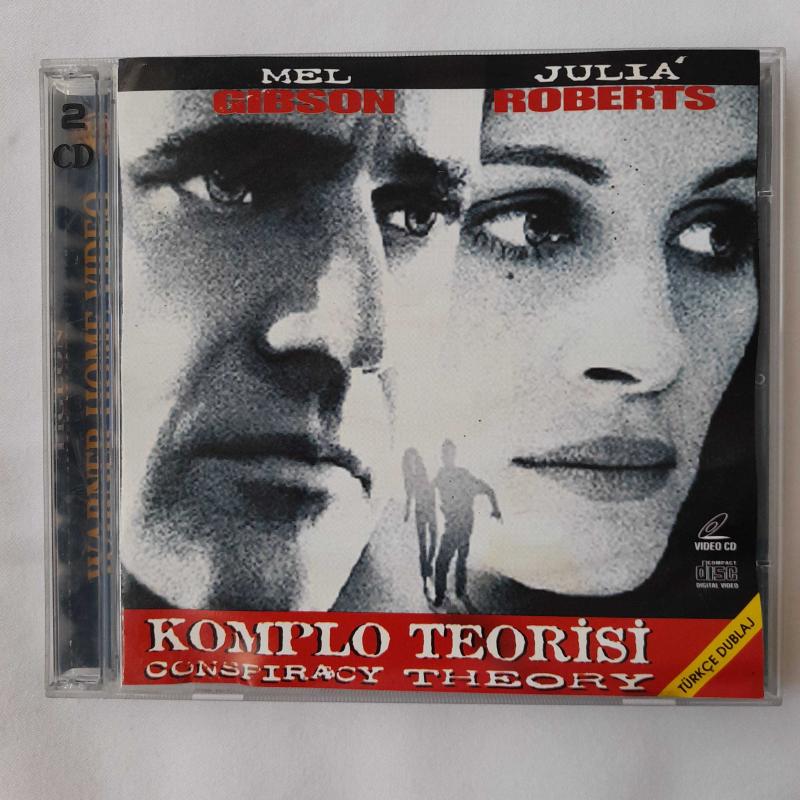 MEL
GiBSON
JULIA
ROBERTS
2
CD
WARNER HOME VIDEO
VIDEO CD
COMPACT
disc
DIGITAL VIDEO
KOMPLO TEORİSİ
CONSPIRACY THEORY
TÜRKÇE DUBLAJ